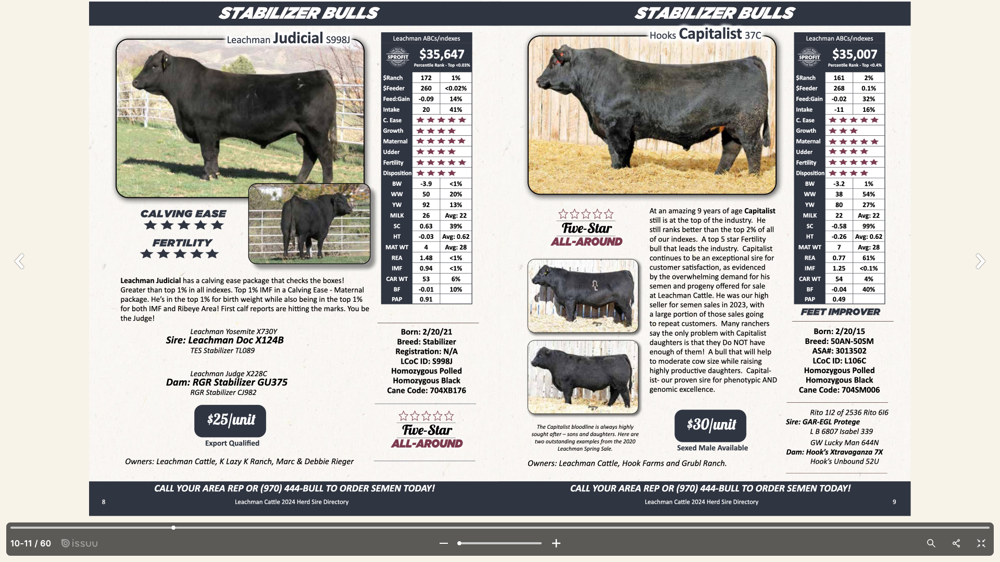 STABILIZER BULLS
Leachman Judicial S998J
Leachman ABCs/indexes
$PROFIT
$35,647
Percentile Rank - Top <0.03%
$Ranch 172 1%
$Feeder 260 <0.02%
Feed:Gain -0.09 14%
Intake 20 41%
C. Ease
Growth
Maternal
Udder
Fertility
Disposition
BW -3.9 <1%
WW 50 20%
YW 92 13%
MILK 26 Avg: 22
SC 0.63 39%
HT -0.03 Avg: 0.62
MAT WT 4 Avg: 28
REA 1.48 <1%
IMF 0.94 <1%
CAR WT 53 6%
BF -0.01 10%
PAP 0.91
CALVING EASE
FERTILITY
Leachman Judicial has a calving ease package that checks the boxes!
Greater than top 1% in all indexes. Top 1% IMF in a Calving Ease - Maternal
package. He's in the top 1% for birth weight while also being in the top 1%
for both IMF and Ribeye Area! First calf reports are hitting the marks. You be
the Judge!
Leachman Yosemite X730Y
Sire: Leachman Doc X124B
TES Stabilizer TL089
Leachman Judge X228C
Dam: RGR Stabilizer GU375
RGR Stabilizer CJ982
$25/unit
Export Qualified
Owners: Leachman Cattle, K Lazy K Ranch, Marc & Debbie Rieger
Born: 2/20/21
Breed: Stabilizer
Registration: N/A
LCoC ID: S998J
Homozygous Polled
Homozygous Black
Cane Code: 704XB176
Five-Star
ALL-AROUND
CALL YOUR AREA REP OR (970) 444-BULL TO ORDER SEMEN TODAY!
8
Leachman Cattle 2024 Herd Sire Directory
STABILIZER BULLS
Hooks Capitalist 37C
Leachman ABCs/indexes
$PROFIT
$35,007
Percentile Rank - Top <0.4%
$Ranch 161 2%
$Feeder 268 0.1%
Feed:Gain -0.02 32%
Intake -11 16%
C. Ease
Growth
Maternal
Udder
Fertility
Disposition
BW -3.2 1%
WW 38 54%
YW 80 27%
MILK 22 Avg: 22
SC -0.58 99%
HT -0.26 Avg: 0.62
MAT WT 7 Avg: 28
REA 0.77 61%
IMF 1.25 <0.1%
CAR WT 54 4%
BF -0.04 40%
PAP 0.49
FEET IMPROVER
Five-Star
ALL-AROUND
At an amazing 9 years of age Capitalist
still is at the top of the industry. He
still ranks better than the top 2% of all
of our indexes. A top 5 star Fertility
bull that leads the industry. Capitalist
continues to be an exceptional sire for
customer satisfaction, as evidenced
by the overwhelming demand for his
semen and progeny offered for sale
at Leachman Cattle. He was our high
seller for semen sales in 2023, with
a large portion of those sales going
to repeat customers. Many ranchers
say the only problem with Capitalist
daughters is that they Do NOT have
enough of them! A bull that will help
to moderate cow size while raising
highly productive daughters. Capital-
ist- our proven sire for phenotypic AND
genomic excellence.
The Capitalist bloodline is always highly
sought after – sons and daughters. Here are
two outstanding examples from the 2020
Leachman Spring Sale.
$30/unit
Sexed Male Available
Owners: Leachman Cattle, Hook Farms and Grubl Ranch.
Born: 2/20/15
Breed: 50AN-50SM
ASA#: 3013502
LCoC ID: L106C
Homozygous Polled
Homozygous Black
Cane Code: 704SM006
Rito 1I2 of 2536 Rito 6I6
Sire: GAR-EGL Protege
L B 6807 Isabel 339
GW Lucky Man 644N
Dam: Hook's Xtravaganza 7X
Hook's Unbound 52U
CALL YOUR AREA REP OR (970) 444-BULL TO ORDER SEMEN TODAY!
Leachman Cattle 2024 Herd Sire Directory
9
10-11 / 60
issuu